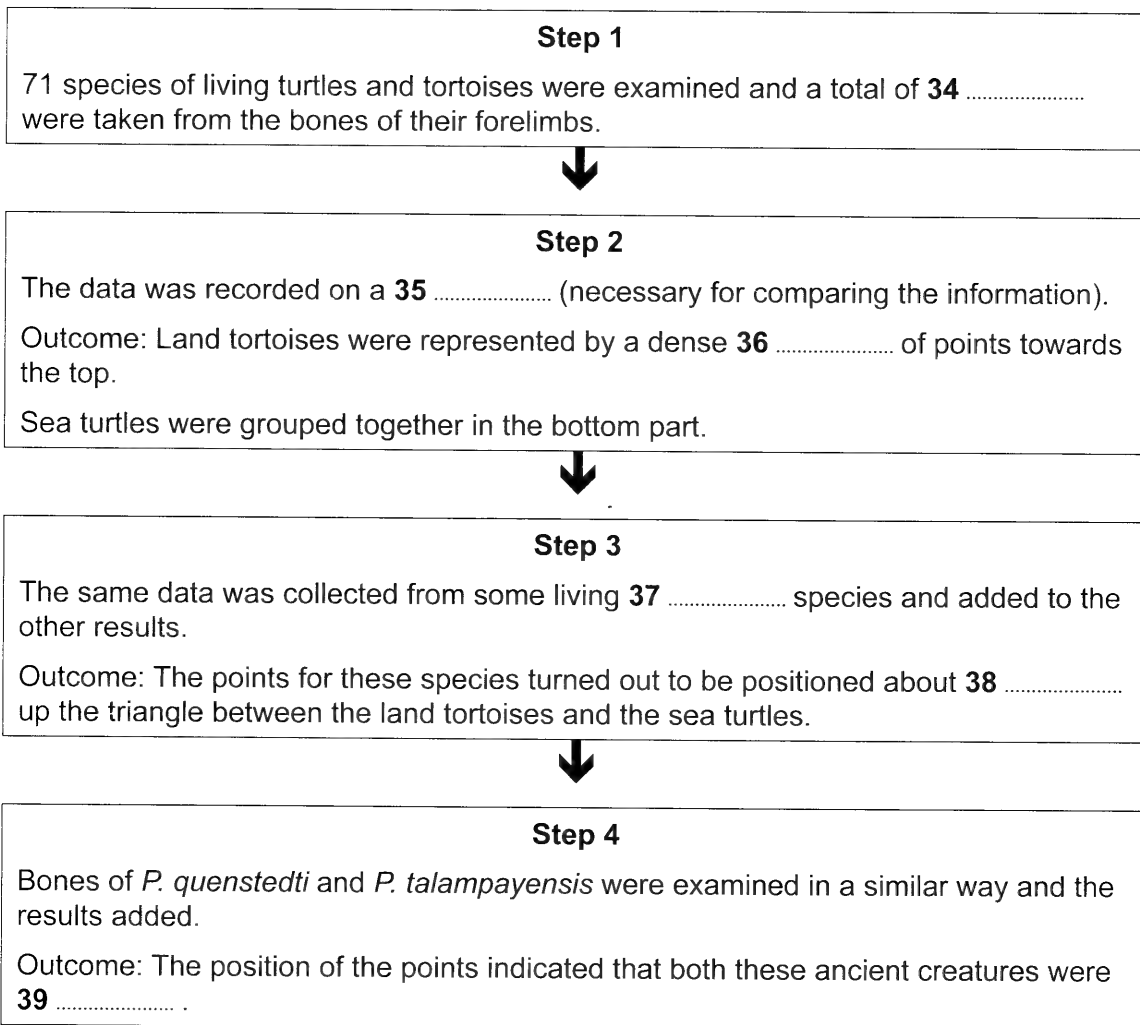 Step 1
71 species of living turtles and tortoises were examined and a total of 34 ......................
were taken from the bones of their forelimbs.
Step 2
The data was recorded on a 35 ...................... (necessary for comparing the information).
Outcome: Land tortoises were represented by a dense 36 ...................... of points towards
the top.
Sea turtles were grouped together in the bottom part.
Step 3
The same data was collected from some living 37 ...................... species and added to the
other results.
Outcome: The points for these species turned out to be positioned about 38 ......................
up the triangle between the land tortoises and the sea turtles.
Step 4
Bones of P. quenstedti and P. talampayensis were examined in a similar way and the
results added.
Outcome: The position of the points indicated that both these ancient creatures were
39 ...................... .